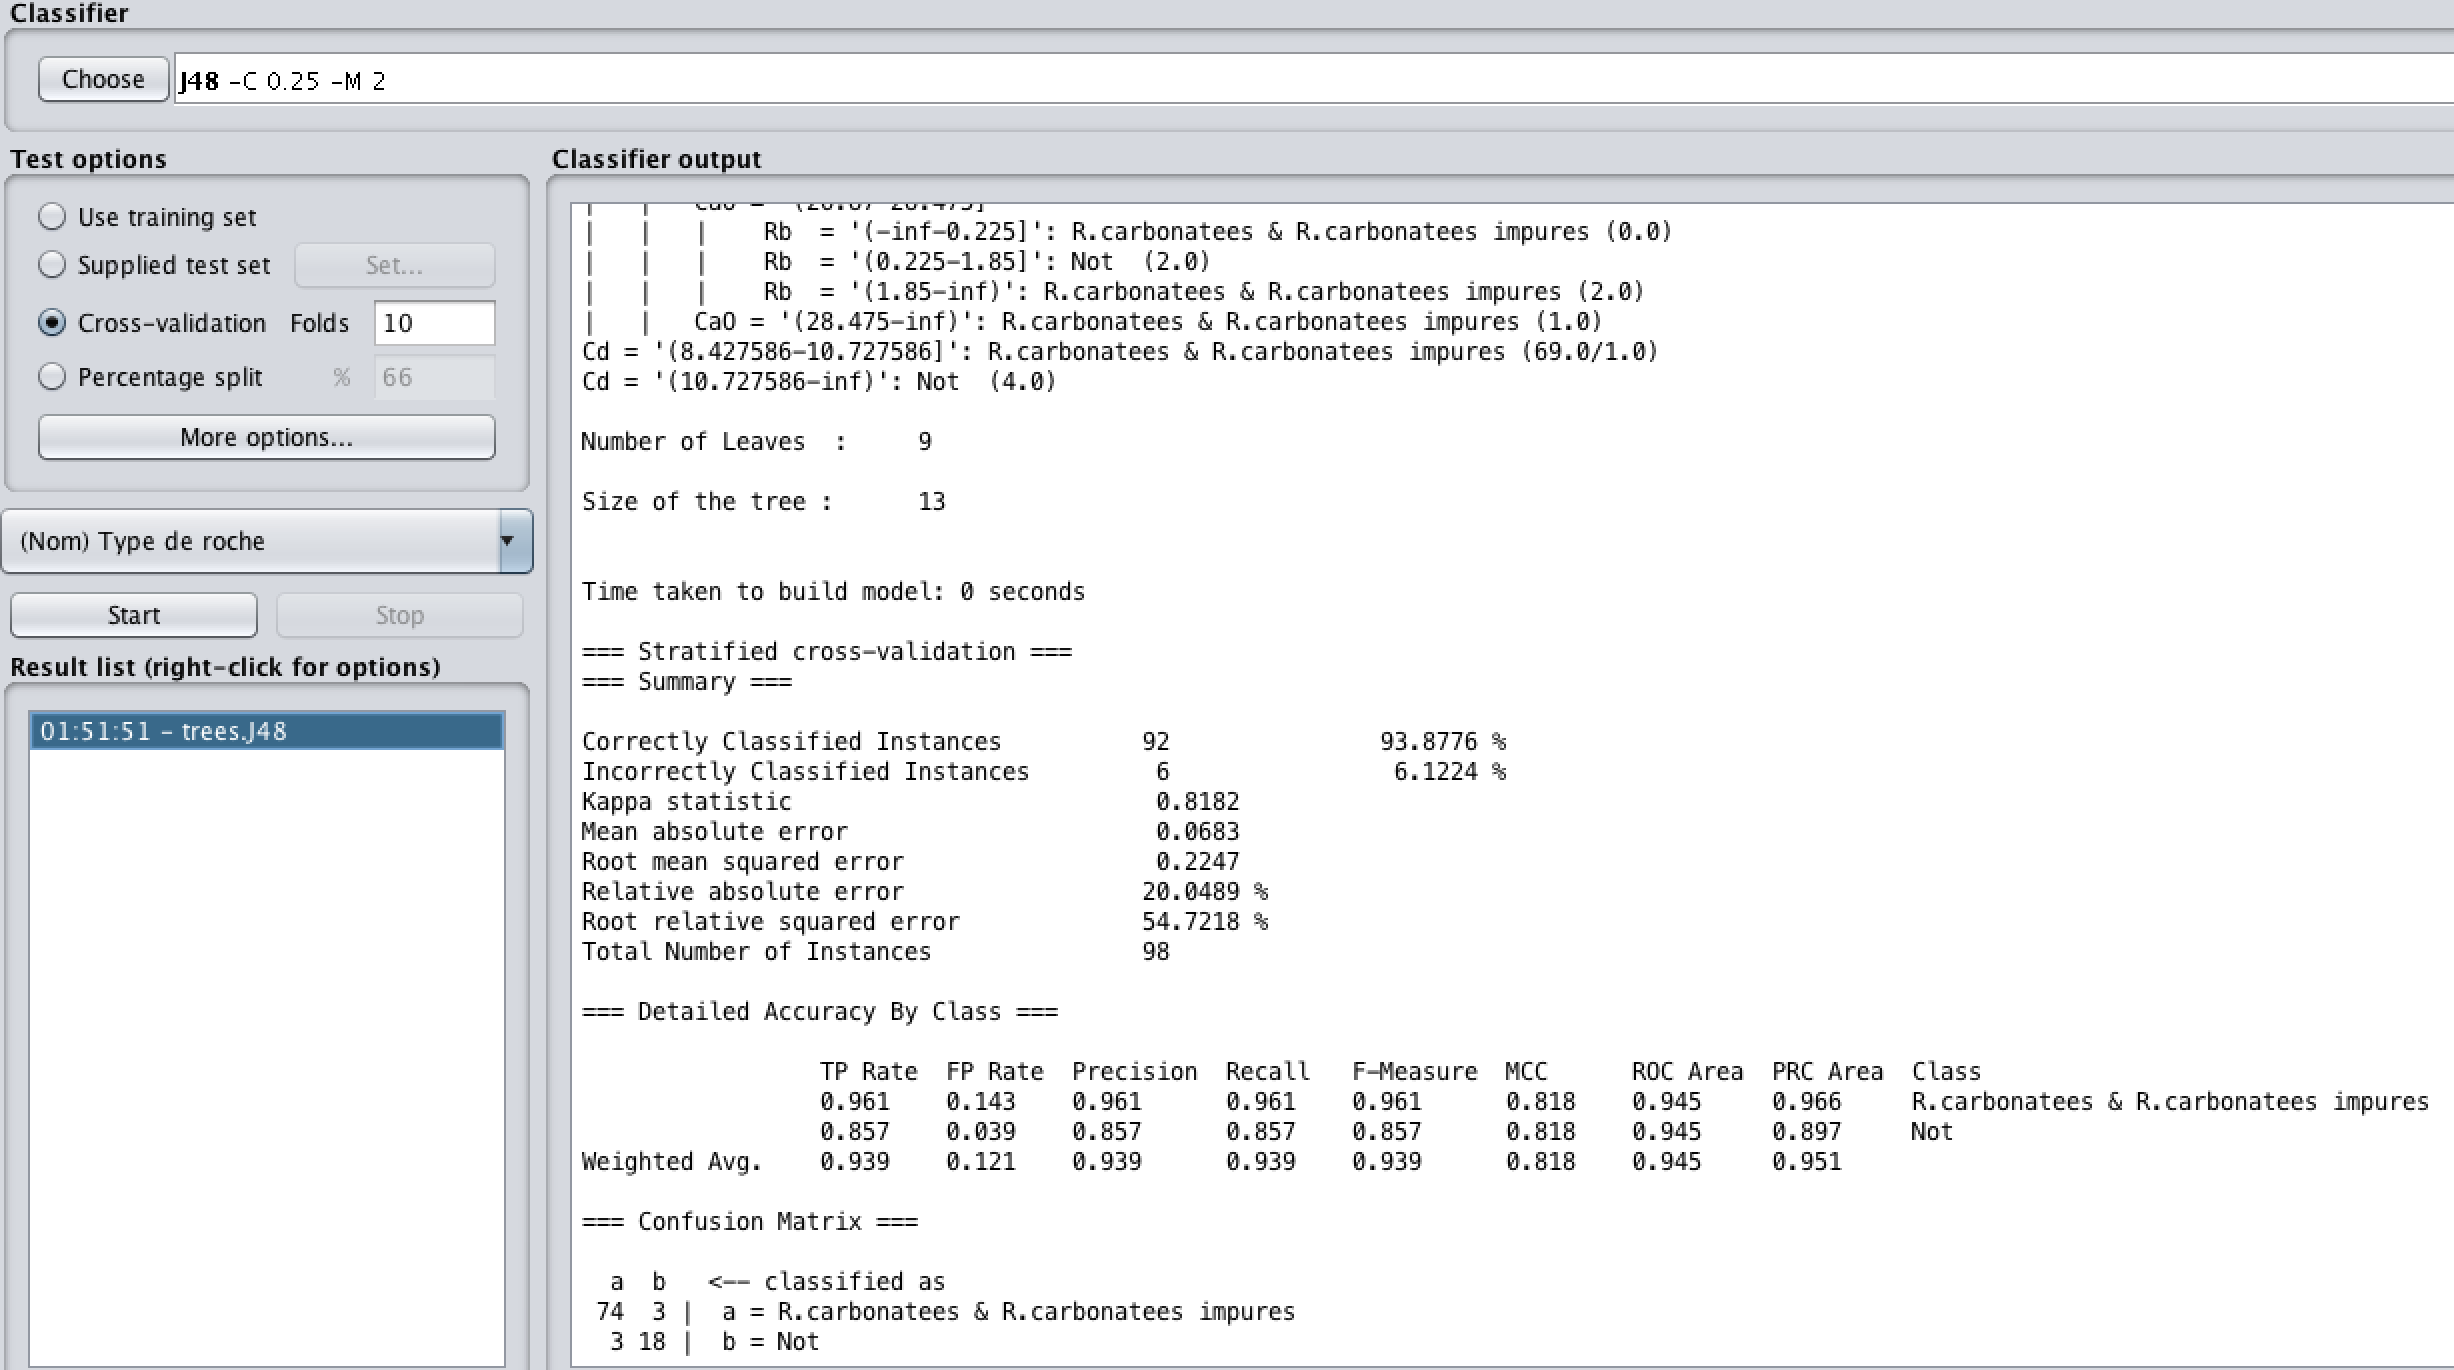 Classifier
Choose J48 -C 0.25 -M 2
Test options
Use training set
Supplied test set Set...
Cross-validation Folds 10
Percentage split % 66
More options...
(Nom) Type de roche
Start Stop
Result list (right-click for options)
01:51:51 - trees.J48
Classifier output
|   |   Rb = '(-inf-0.225]': R.carbonatees & R.carbonatees impures (0.0)
|   |   |   Rb = '(0.225-1.85]': Not (2.0)
|   |   |   Rb = '(1.85-inf)': R.carbonatees & R.carbonatees impures (2.0)
|   |   CaO = '(28.475-inf)': R.carbonatees & R.carbonatees impures (1.0)
Cd = '(8.427586-10.727586]': R.carbonatees & R.carbonatees impures (69.0/1.0)
Cd = '(10.727586-inf)': Not (4.0)
Number of Leaves : 9
Size of the tree : 13
Time taken to build model: 0 seconds
=== Stratified cross-validation ===
=== Summary ===
Correctly Classified Instances 92 93.8776 %
Incorrectly Classified Instances 6 6.1224 %
Kappa statistic 0.8182
Mean absolute error 0.0683
Root mean squared error 0.2247
Relative absolute error 20.0489 %
Root relative squared error 54.7218 %
Total Number of Instances 98
=== Detailed Accuracy By Class ===
TP Rate FP Rate Precision Recall F-Measure MCC ROC Area PRC Area Class
0.961 0.143 0.961 0.961 0.961 0.818 0.945 0.966 R.carbonatees & R.carbonatees impures
0.857 0.039 0.857 0.857 0.857 0.818 0.945 0.897 Not
Weighted Avg. 0.939 0.121 0.939 0.939 0.939 0.818 0.945 0.951
=== Confusion Matrix ===
a b <-- classified as
74 3 | a = R.carbonatees & R.carbonatees impures
3 18 | b = Not